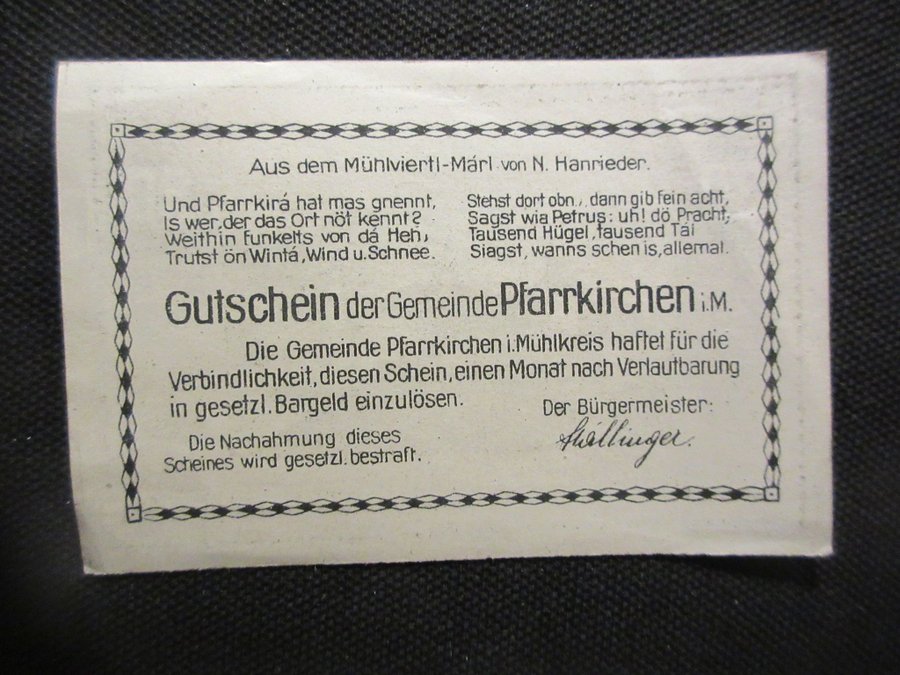 Aus dem Mühlviertl-Márl von N. Hanrieder.
Und Pfarrkirá hat mas gnennt,
Is wer, der das Ort nöt kennt?
Weithin funkelts von dá Heh,
Trutst ön Wintá, Wind u. Schnee.
Stehst dort obn, dann gib fein acht,
Sagst wia Petrus: uh! dö Pracht,
Tausend Hügel, tausend Tál
Siagst, wanns schen is, allemal.
Gutschein der Gemeinde Pfarrkirchen i.M.
Die Gemeinde Pfarrkirchen i. Mühlkreis haftet für die
Verbindlichkeit, diesen Schein, einen Monat nach Verlautbarung
in gesetzl. Bargeld einzulösen.
Der Bürgermeister:
Die Nachahmung dieses
Scheines wird gesetzl. bestraft.